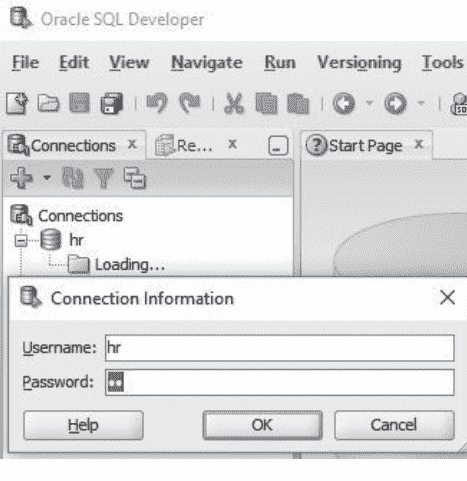 Oracle SQL Developer
File Edit View Navigate Run Versioning Tools
Connections x Re... x Start Page x
Connections
hr
Loading...
Connection Information
Username: hr
Password:
Help OK Cancel